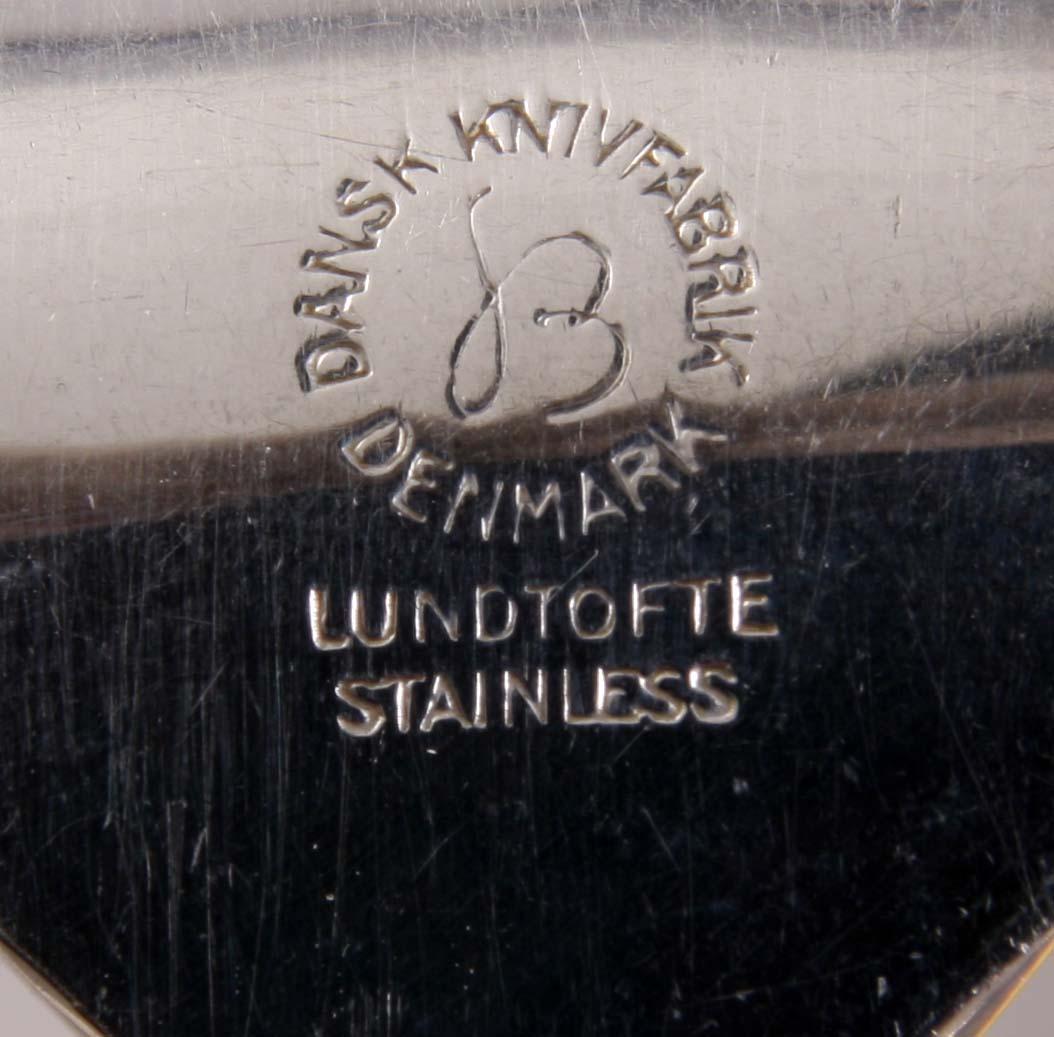 DANSK KNIVFABRIK
B
DENMARK
LUNDTOFTE
STAINLESS